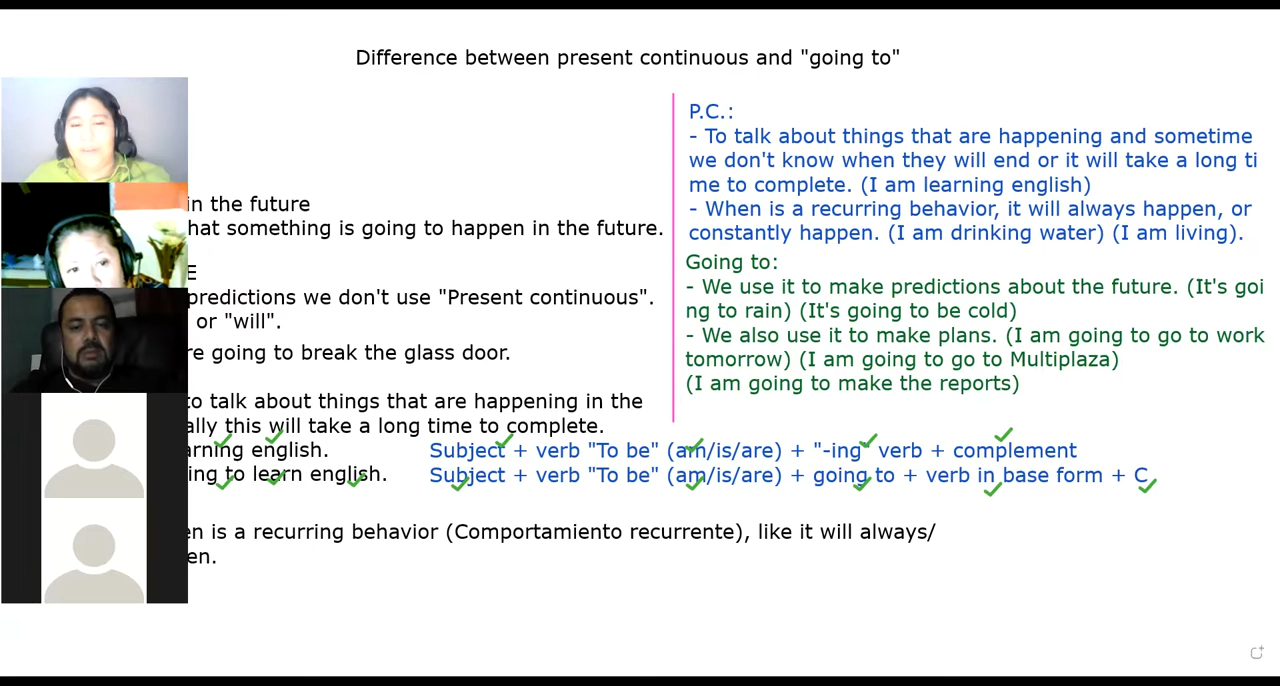 Difference between present continuous and "going to"
in the future
hat something is going to happen in the future.
E
predictions we don't use "Present continuous".
or "will".
re going to break the glass door.
to talk about things that are happening in the
ally this will take a long time to complete.
arning english.
ing to learn english.
en is a recurring behavior (Comportamiento recurrente), like it will always/
en.
P.C.:
- To talk about things that are happening and sometime
we don't know when they will end or it will take a long ti
me to complete. (I am learning english)
- When is a recurring behavior, it will always happen, or
constantly happen. (I am drinking water) (I am living).
Going to:
- We use it to make predictions about the future. (It's goi
ng to rain) (It's going to be cold)
- We also use it to make plans. (I am going to go to work
tomorrow) (I am going to go to Multiplaza)
(I am going to make the reports)
Subject + verb "To be" (am/is/are) + "-ing" verb + complement
Subject + verb "To be" (am/is/are) + going to + verb in base form + C